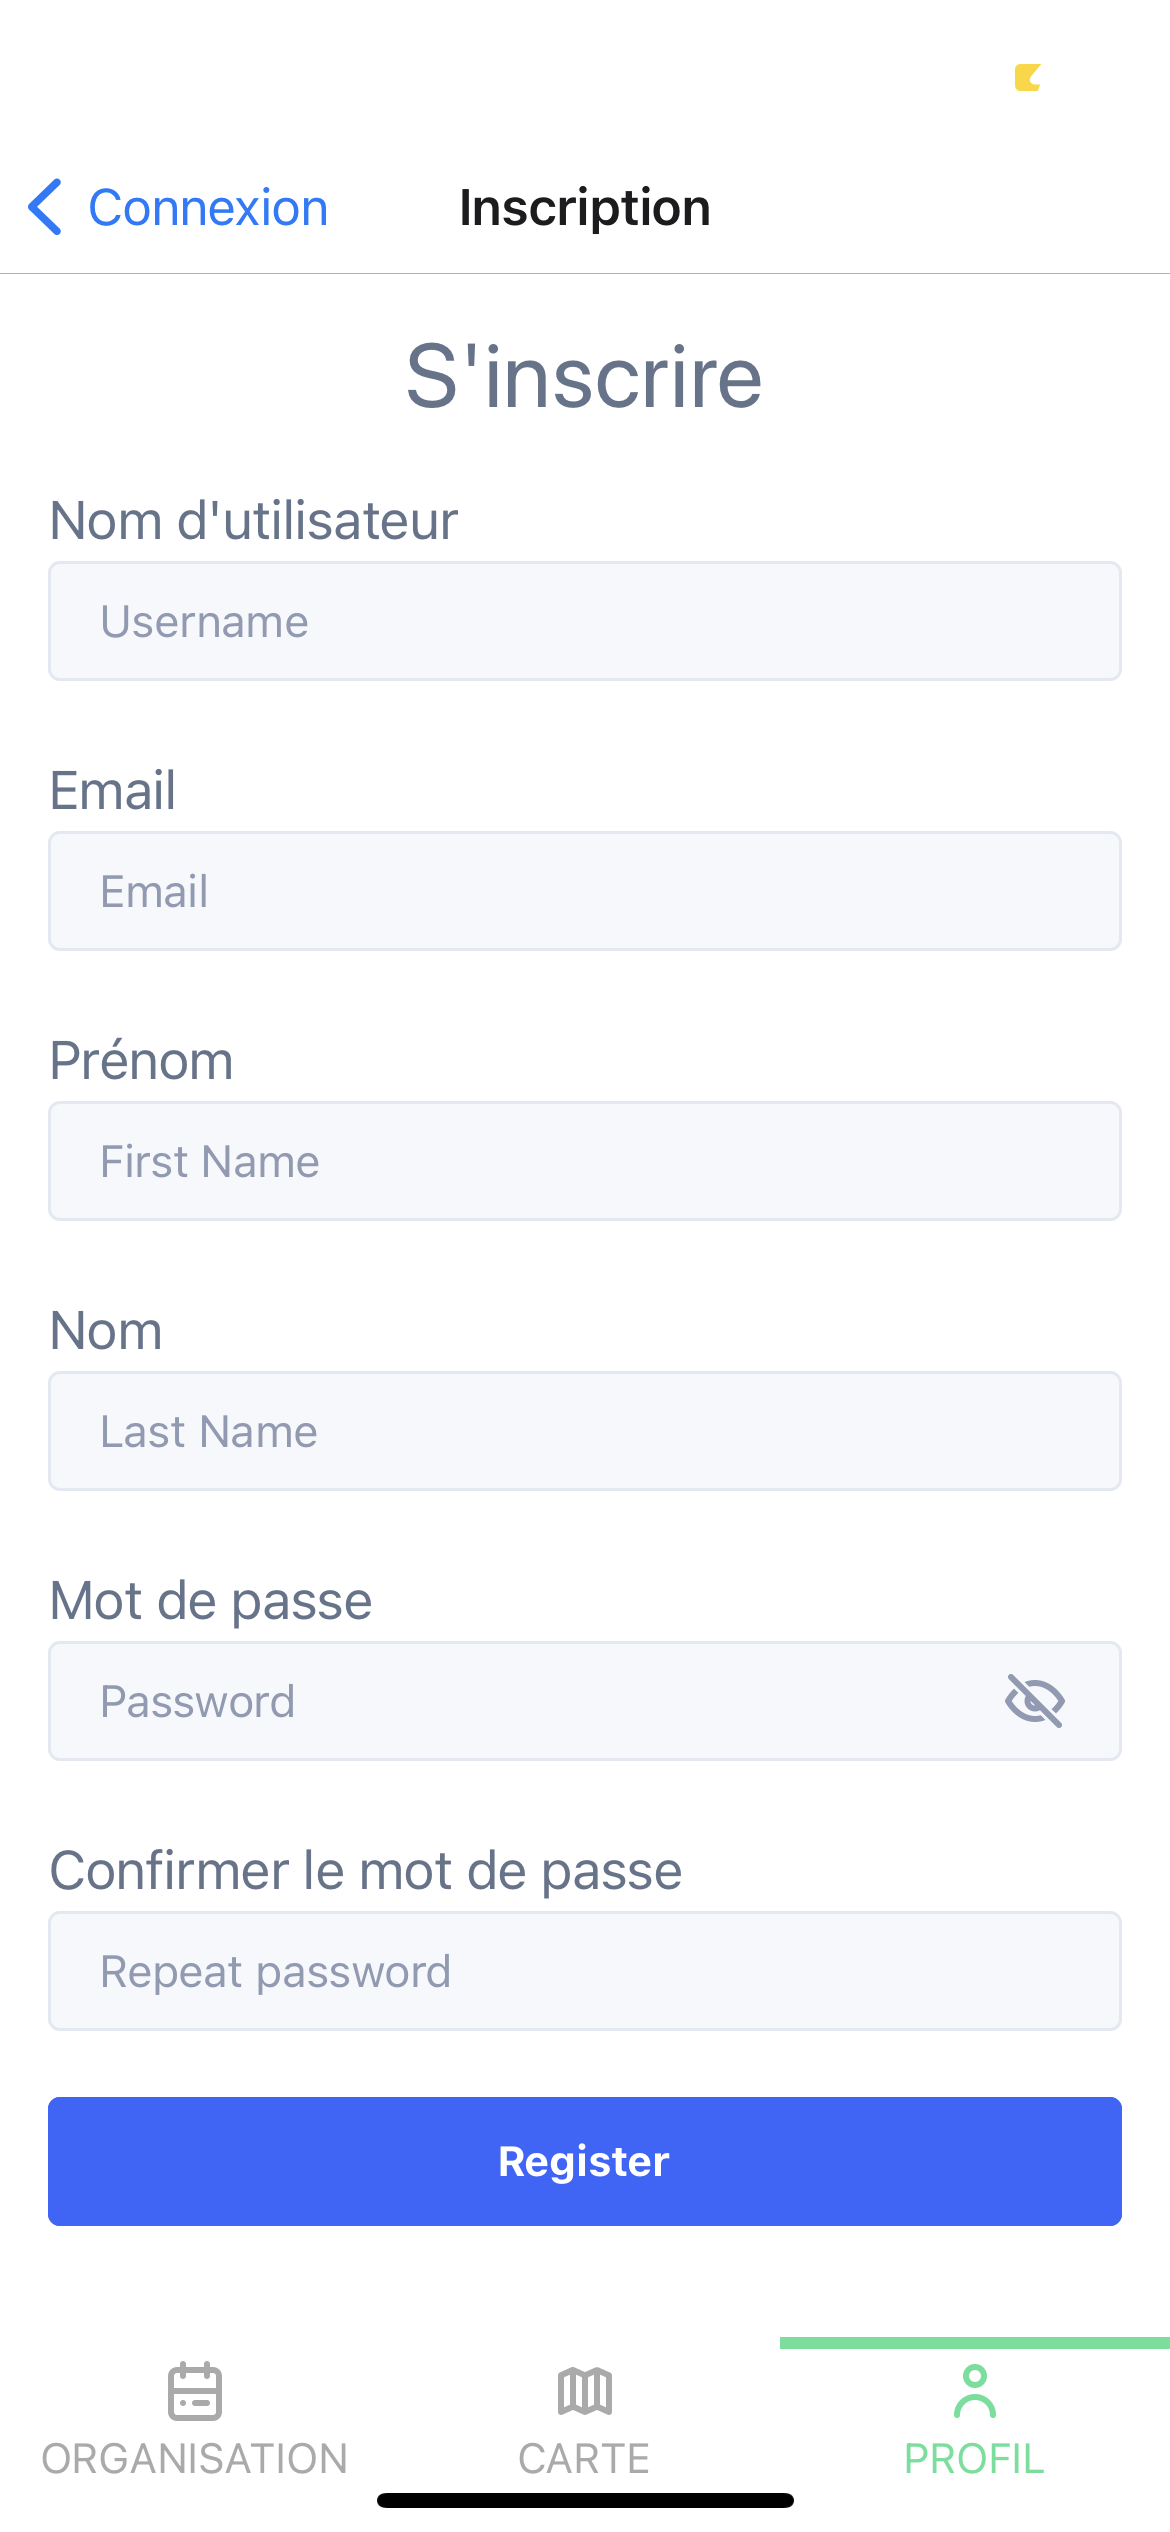 Connexion
Inscription
S'inscrire
Nom d'utilisateur
Username
Email
Email
Prénom
First Name
Nom
Last Name
Mot de passe
Password
Confirmer le mot de passe
Repeat password
Register
ORGANISATION
CARTE
PROFIL